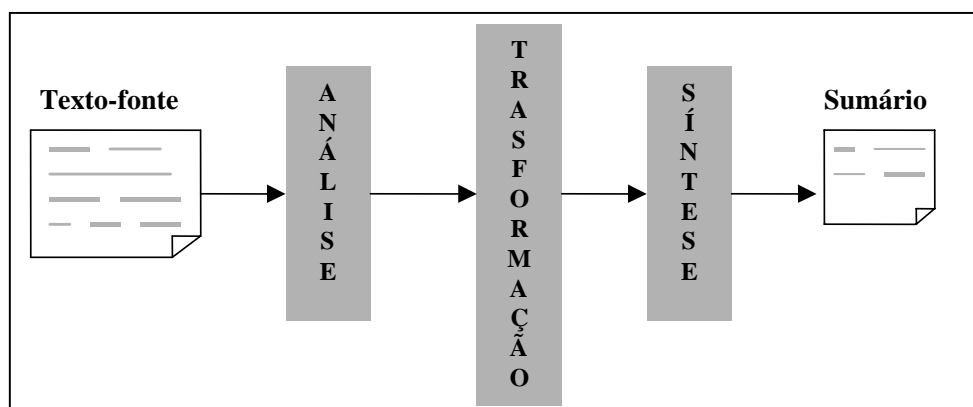 Texto-fonte
ANÁLISE
TRASFORMAÇÃO
SÍNTESE
Sumário